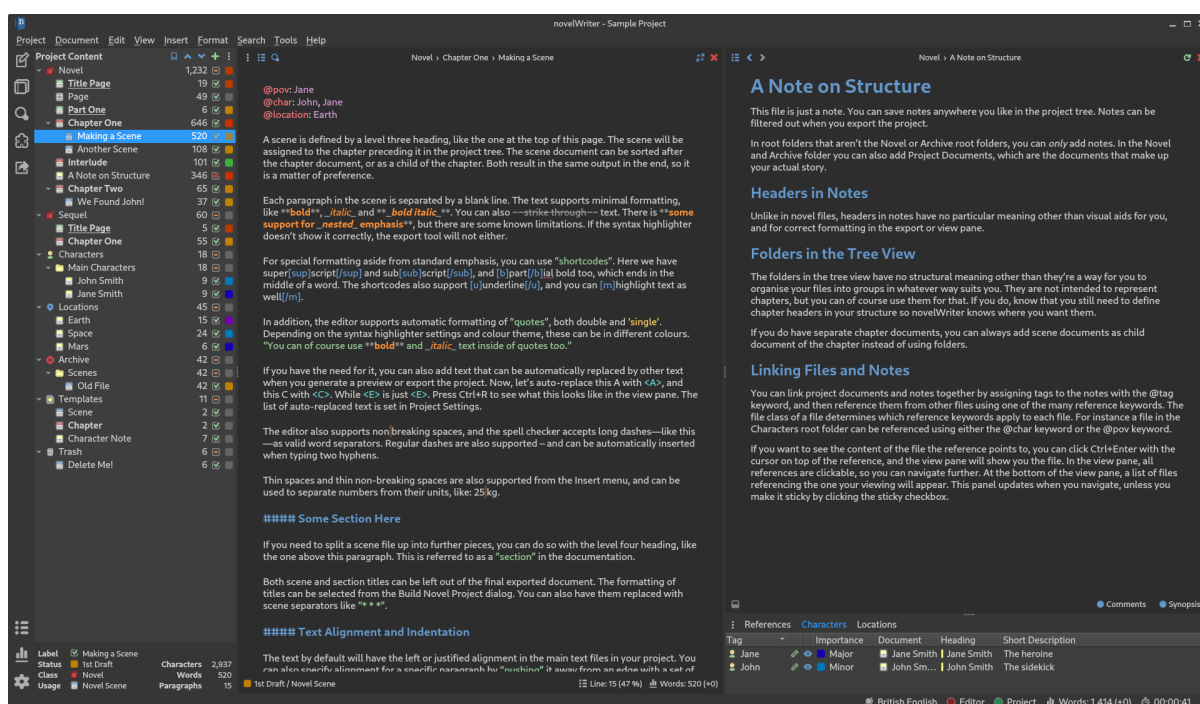 novelWriter - Sample Project
Project Document Edit View Insert Format Search Tools Help
Project Content
Novel 1,232
Title Page 19
Page 49
Part One 6
Chapter One 646
Making a Scene 520
Another Scene 108
Interlude 101
A Note on Structure 346
Chapter Two 65
We Found John! 37
Sequel 60
Title Page 5
Chapter One 55
Characters 18
Main Characters 18
John Smith 9
Jane Smith 9
Locations 45
Earth 15
Space 24
Mars 6
Archive 42
Scenes 42
Old File 42
Templates 11
Scene 2
Chapter 2
Character Note 7
Trash 6
Delete Me! 6
Label Making a Scene
Status 1st Draft Characters 2,937
Class Novel Words 520
Usage Novel Scene Paragraphs 15
Novel › Chapter One › Making a Scene
@pov: Jane
@char: John, Jane
@location: Earth
A scene is defined by a level three heading, like the one at the top of this page. The scene will be
assigned to the chapter preceding it in the project tree. The scene document can be sorted after
the chapter document, or as a child of the chapter. Both result in the same output in the end, so it
is a matter of preference.
Each paragraph in the scene is separated by a blank line. The text supports minimal formatting,
like **bold**, _italic_ and **_bold italic_**. You can also ~~strike through~~ text. There is **some
support for _nested_ emphasis**, but there are some known limitations. If the syntax highlighter
doesn't show it correctly, the export tool will not either.
For special formatting aside from standard emphasis, you can use “shortcodes”. Here we have
super[sup]script[/sup] and sub[sub]script[/sub], and [b]part[/b]ial bold too, which ends in the
middle of a word. The shortcodes also support [u]underline[/u], and you can [m]highlight text as
well[/m].
In addition, the editor supports automatic formatting of “quotes”, both double and ‘single’.
Depending on the syntax highlighter settings and colour theme, these can be in different colours.
“You can of course use **bold** and _italic_ text inside of quotes too.”
If you have the need for it, you can also add text that can be automatically replaced by other text
when you generate a preview or export the project. Now, let’s auto-replace this A with <A>, and
this C with <C>. While <E> is just <E>. Press Ctrl+R to see what this looks like in the view pane. The
list of auto-replaced text is set in Project Settings.
The editor also supports non breaking spaces, and the spell checker accepts long dashes—like this
—as valid word separators. Regular dashes are also supported – and can be automatically inserted
when typing two hyphens.
Thin spaces and thin non-breaking spaces are also supported from the Insert menu, and can be
used to separate numbers from their units, like: 25 kg.
#### Some Section Here
If you need to split a scene file up into further pieces, you can do so with the level four heading, like
the one above this paragraph. This is referred to as a “section” in the documentation.
Both scene and section titles can be left out of the final exported document. The formatting of
titles can be selected from the Build Novel Project dialog. You can also have them replaced with
scene separators like “* * *”.
#### Text Alignment and Indentation
The text by default will have the left or justified alignment in the main text files in your project. You
can also specify alignment for a specific paragraph by “pushing” it away from an edge with a set of
1st Draft / Novel Scene Line: 15 (47 %) Words: 520 (+0)
Novel › A Note on Structure
A Note on Structure
This file is just a note. You can save notes anywhere you like in the project tree. Notes can be
filtered out when you export the project.
In root folders that aren’t the Novel or Archive root folders, you can only add notes. In the Novel
and Archive folder you can also add Project Documents, which are the documents that make up
your actual story.
Headers in Notes
Unlike in novel files, headers in notes have no particular meaning other than visual aids for you,
and for correct formatting in the export or view pane.
Folders in the Tree View
The folders in the tree view have no structural meaning other than they’re a way for you to
organise your files into groups in whatever way suits you. They are not intended to represent
chapters, but you can of course use them for that. If you do, know that you still need to define
chapter headers in your structure so novelWriter knows where you want them.
If you do have separate chapter documents, you can always add scene documents as child
document of the chapter instead of using folders.
Linking Files and Notes
You can link project documents and notes together by assigning tags to the notes with the @tag
keyword, and then reference them from other files using one of the many reference keywords. The
file class of a file determines which reference keywords apply to each file. For instance a file in the
Characters root folder can be referenced using either the @char keyword or the @pov keyword.
If you want to see the content of the file the reference points to, you can click Ctrl+Enter with the
cursor on top of the reference, and the view pane will show you the file. In the view pane, all
references are clickable, so you can navigate further. At the bottom of the view pane, a list of files
referencing the one your viewing will appear. This panel updates when you navigate, unless you
make it sticky by clicking the sticky checkbox.
Comments Synopsis
References Characters Locations
Tag Importance Document Heading Short Description
Jane Major Jane Smith Jane Smith The heroine
John Minor John Sm... John Smith The sidekick
British English Editor Project Words: 1,414 (+0) 00:00:41